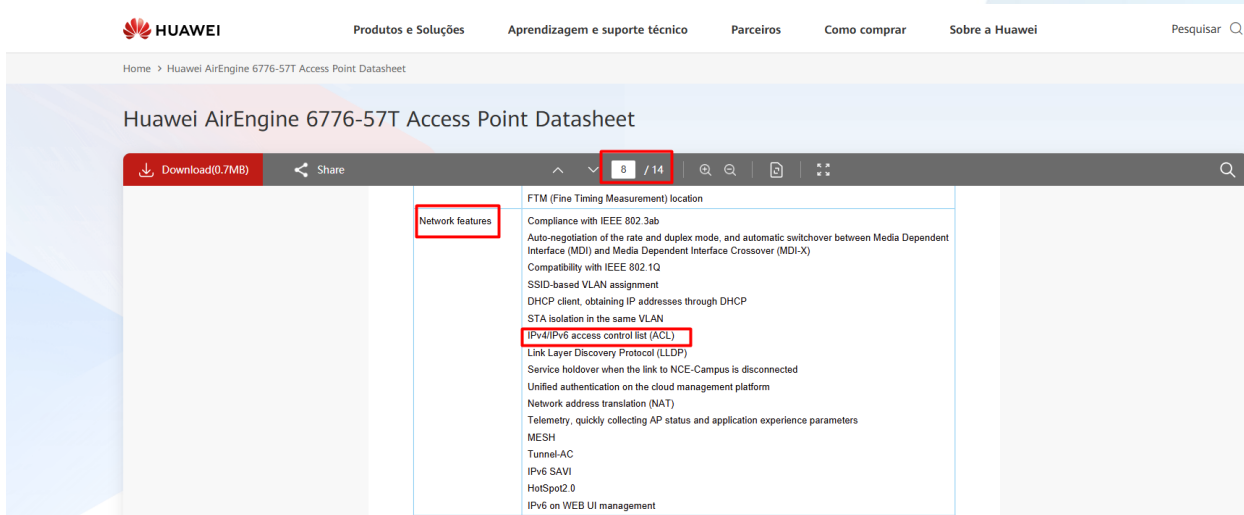 HUAWEI
Produtos e Soluções
Aprendizagem e suporte técnico
Parceiros
Como comprar
Sobre a Huawei
Pesquisar
Home > Huawei AirEngine 6776-57T Access Point Datasheet
Huawei AirEngine 6776-57T Access Point Datasheet
Download(0.7MB)
Share
8 / 14
FTM (Fine Timing Measurement) location
Network features
Compliance with IEEE 802.3ab
Auto-negotiation of the rate and duplex mode, and automatic switchover between Media Dependent
Interface (MDI) and Media Dependent Interface Crossover (MDI-X)
Compatibility with IEEE 802.1Q
SSID-based VLAN assignment
DHCP client, obtaining IP addresses through DHCP
STA isolation in the same VLAN
IPv4/IPv6 access control list (ACL)
Link Layer Discovery Protocol (LLDP)
Service holdover when the link to NCE-Campus is disconnected
Unified authentication on the cloud management platform
Network address translation (NAT)
Telemetry, quickly collecting AP status and application experience parameters
MESH
Tunnel-AC
IPv6 SAVI
HotSpot2.0
IPv6 on WEB UI management